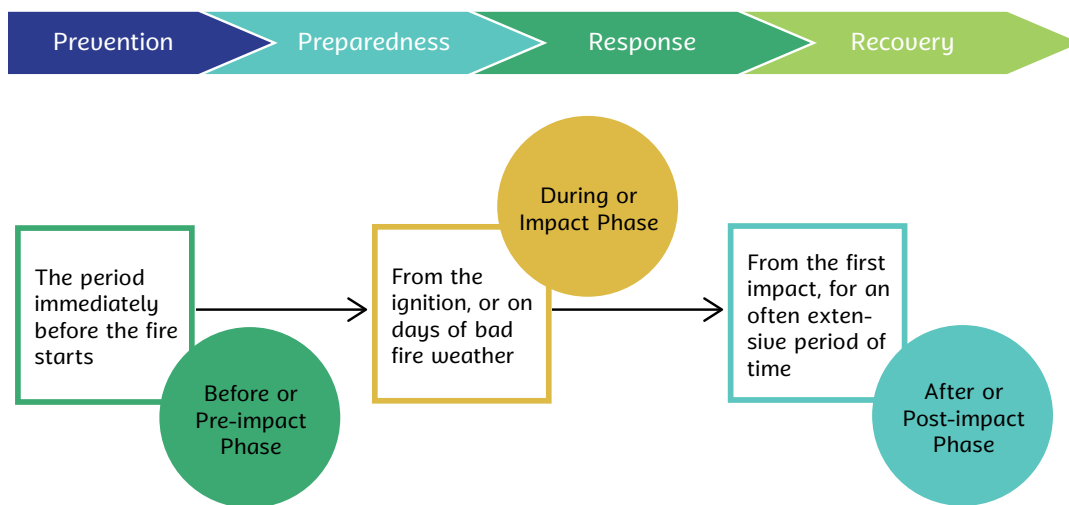 Prevention
Preparedness
Response
Recovery
The period
immediately
before the fire
starts
Before or
Pre-impact
Phase
From the
ignition, or on
days of bad
fire weather
During or
Impact Phase
From the first
impact, for an
often exten-
sive period of
time
After or
Post-impact
Phase